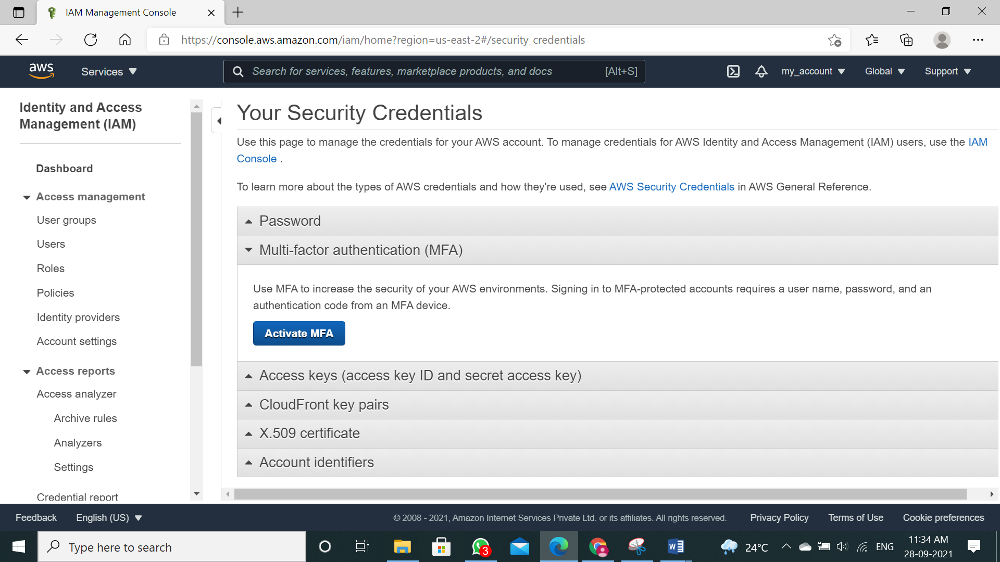 IAM Management Console
https://console.aws.amazon.com/iam/home?region=us-east-2#/security_credentials
aws
Services
Search for services, features, marketplace products, and docs [Alt+S]
my_account
Global
Support
Identity and Access
Management (IAM)
Dashboard
Access management
User groups
Users
Roles
Policies
Identity providers
Account settings
Access reports
Access analyzer
Archive rules
Analyzers
Settings
Credential report
Your Security Credentials
Use this page to manage the credentials for your AWS account. To manage credentials for AWS Identity and Access Management (IAM) users, use the IAM
Console .
To learn more about the types of AWS credentials and how they're used, see AWS Security Credentials in AWS General Reference.
Password
Multi-factor authentication (MFA)
Use MFA to increase the security of your AWS environments. Signing in to MFA-protected accounts requires a user name, password, and an
authentication code from an MFA device.
Activate MFA
Access keys (access key ID and secret access key)
CloudFront key pairs
X.509 certificate
Account identifiers
Feedback
English (US)
© 2008 - 2021, Amazon Internet Services Private Ltd. or its affiliates. All rights reserved.
Privacy Policy
Terms of Use
Cookie preferences
Type here to search
3
W
24°C
ENG
11:34 AM
28-09-2021